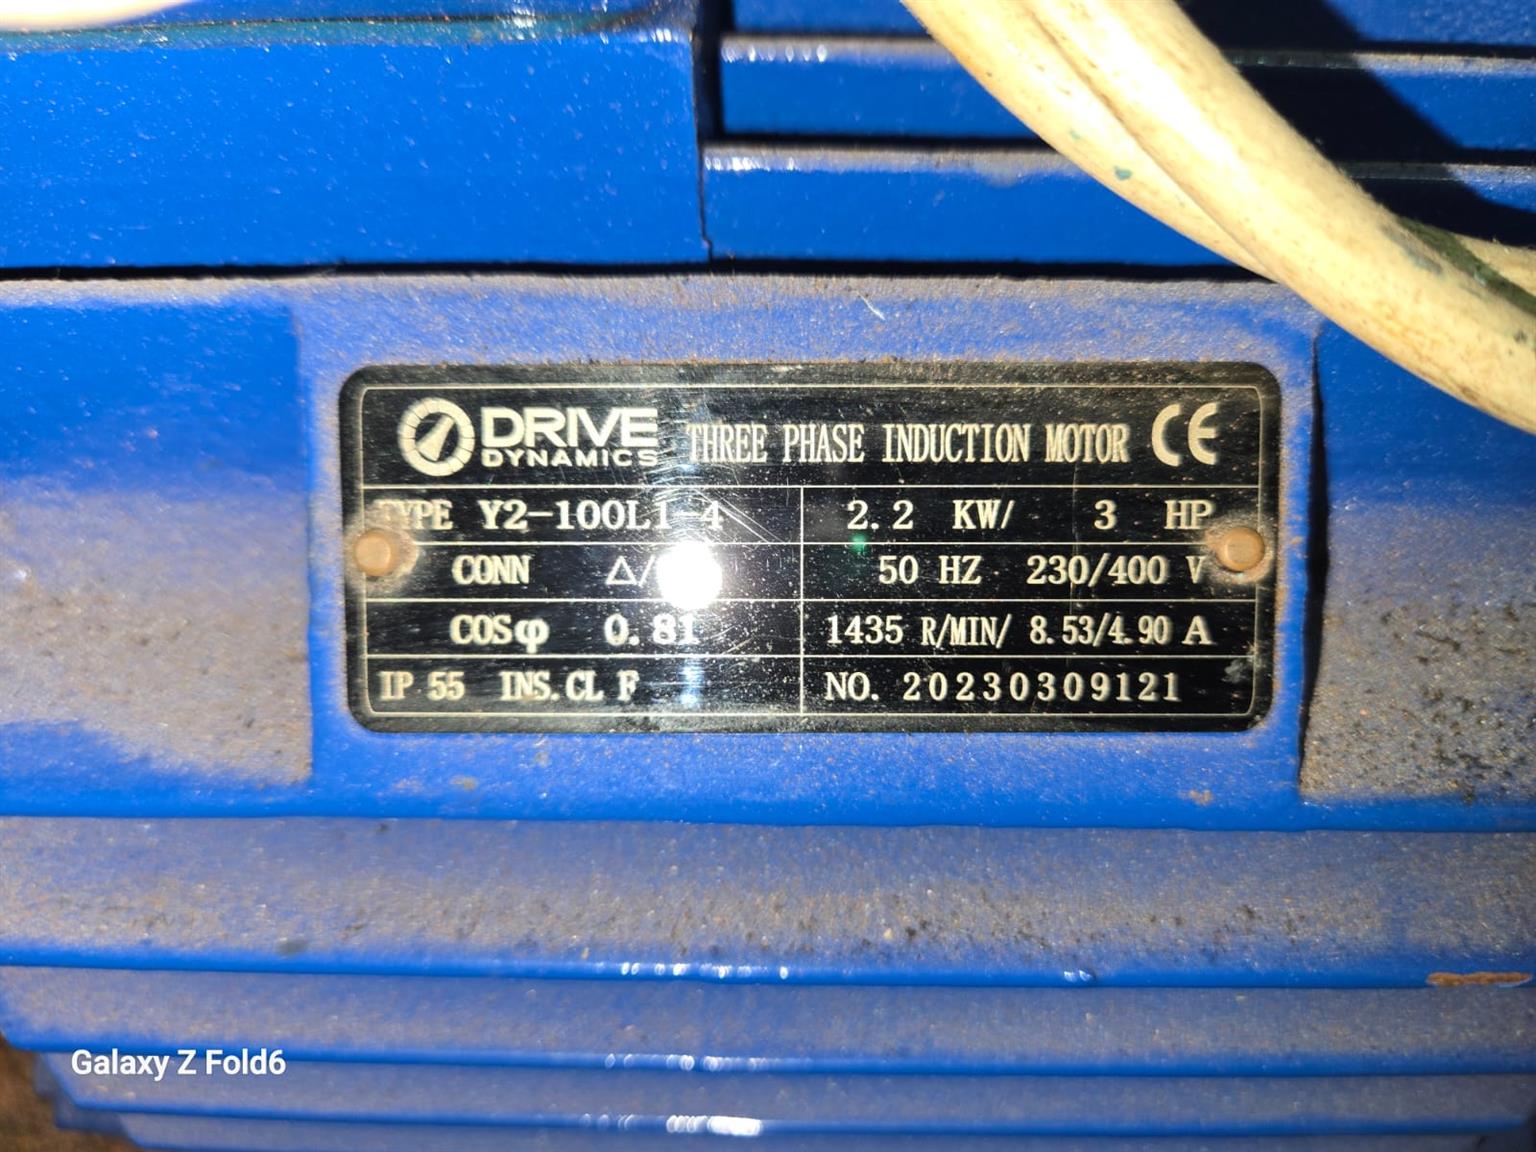 DRIVE DYNAMICS THREE PHASE INDUCTION MOTOR CE
TYPE Y2-100L1-4 2.2 KW/ 3 HP
CONN △/ 50 HZ 230/400 V
COSφ 0.81 1435 R/MIN/ 8.53/4.90 A
IP 55 INS.CL F NO. 20230309121
Galaxy Z Fold6